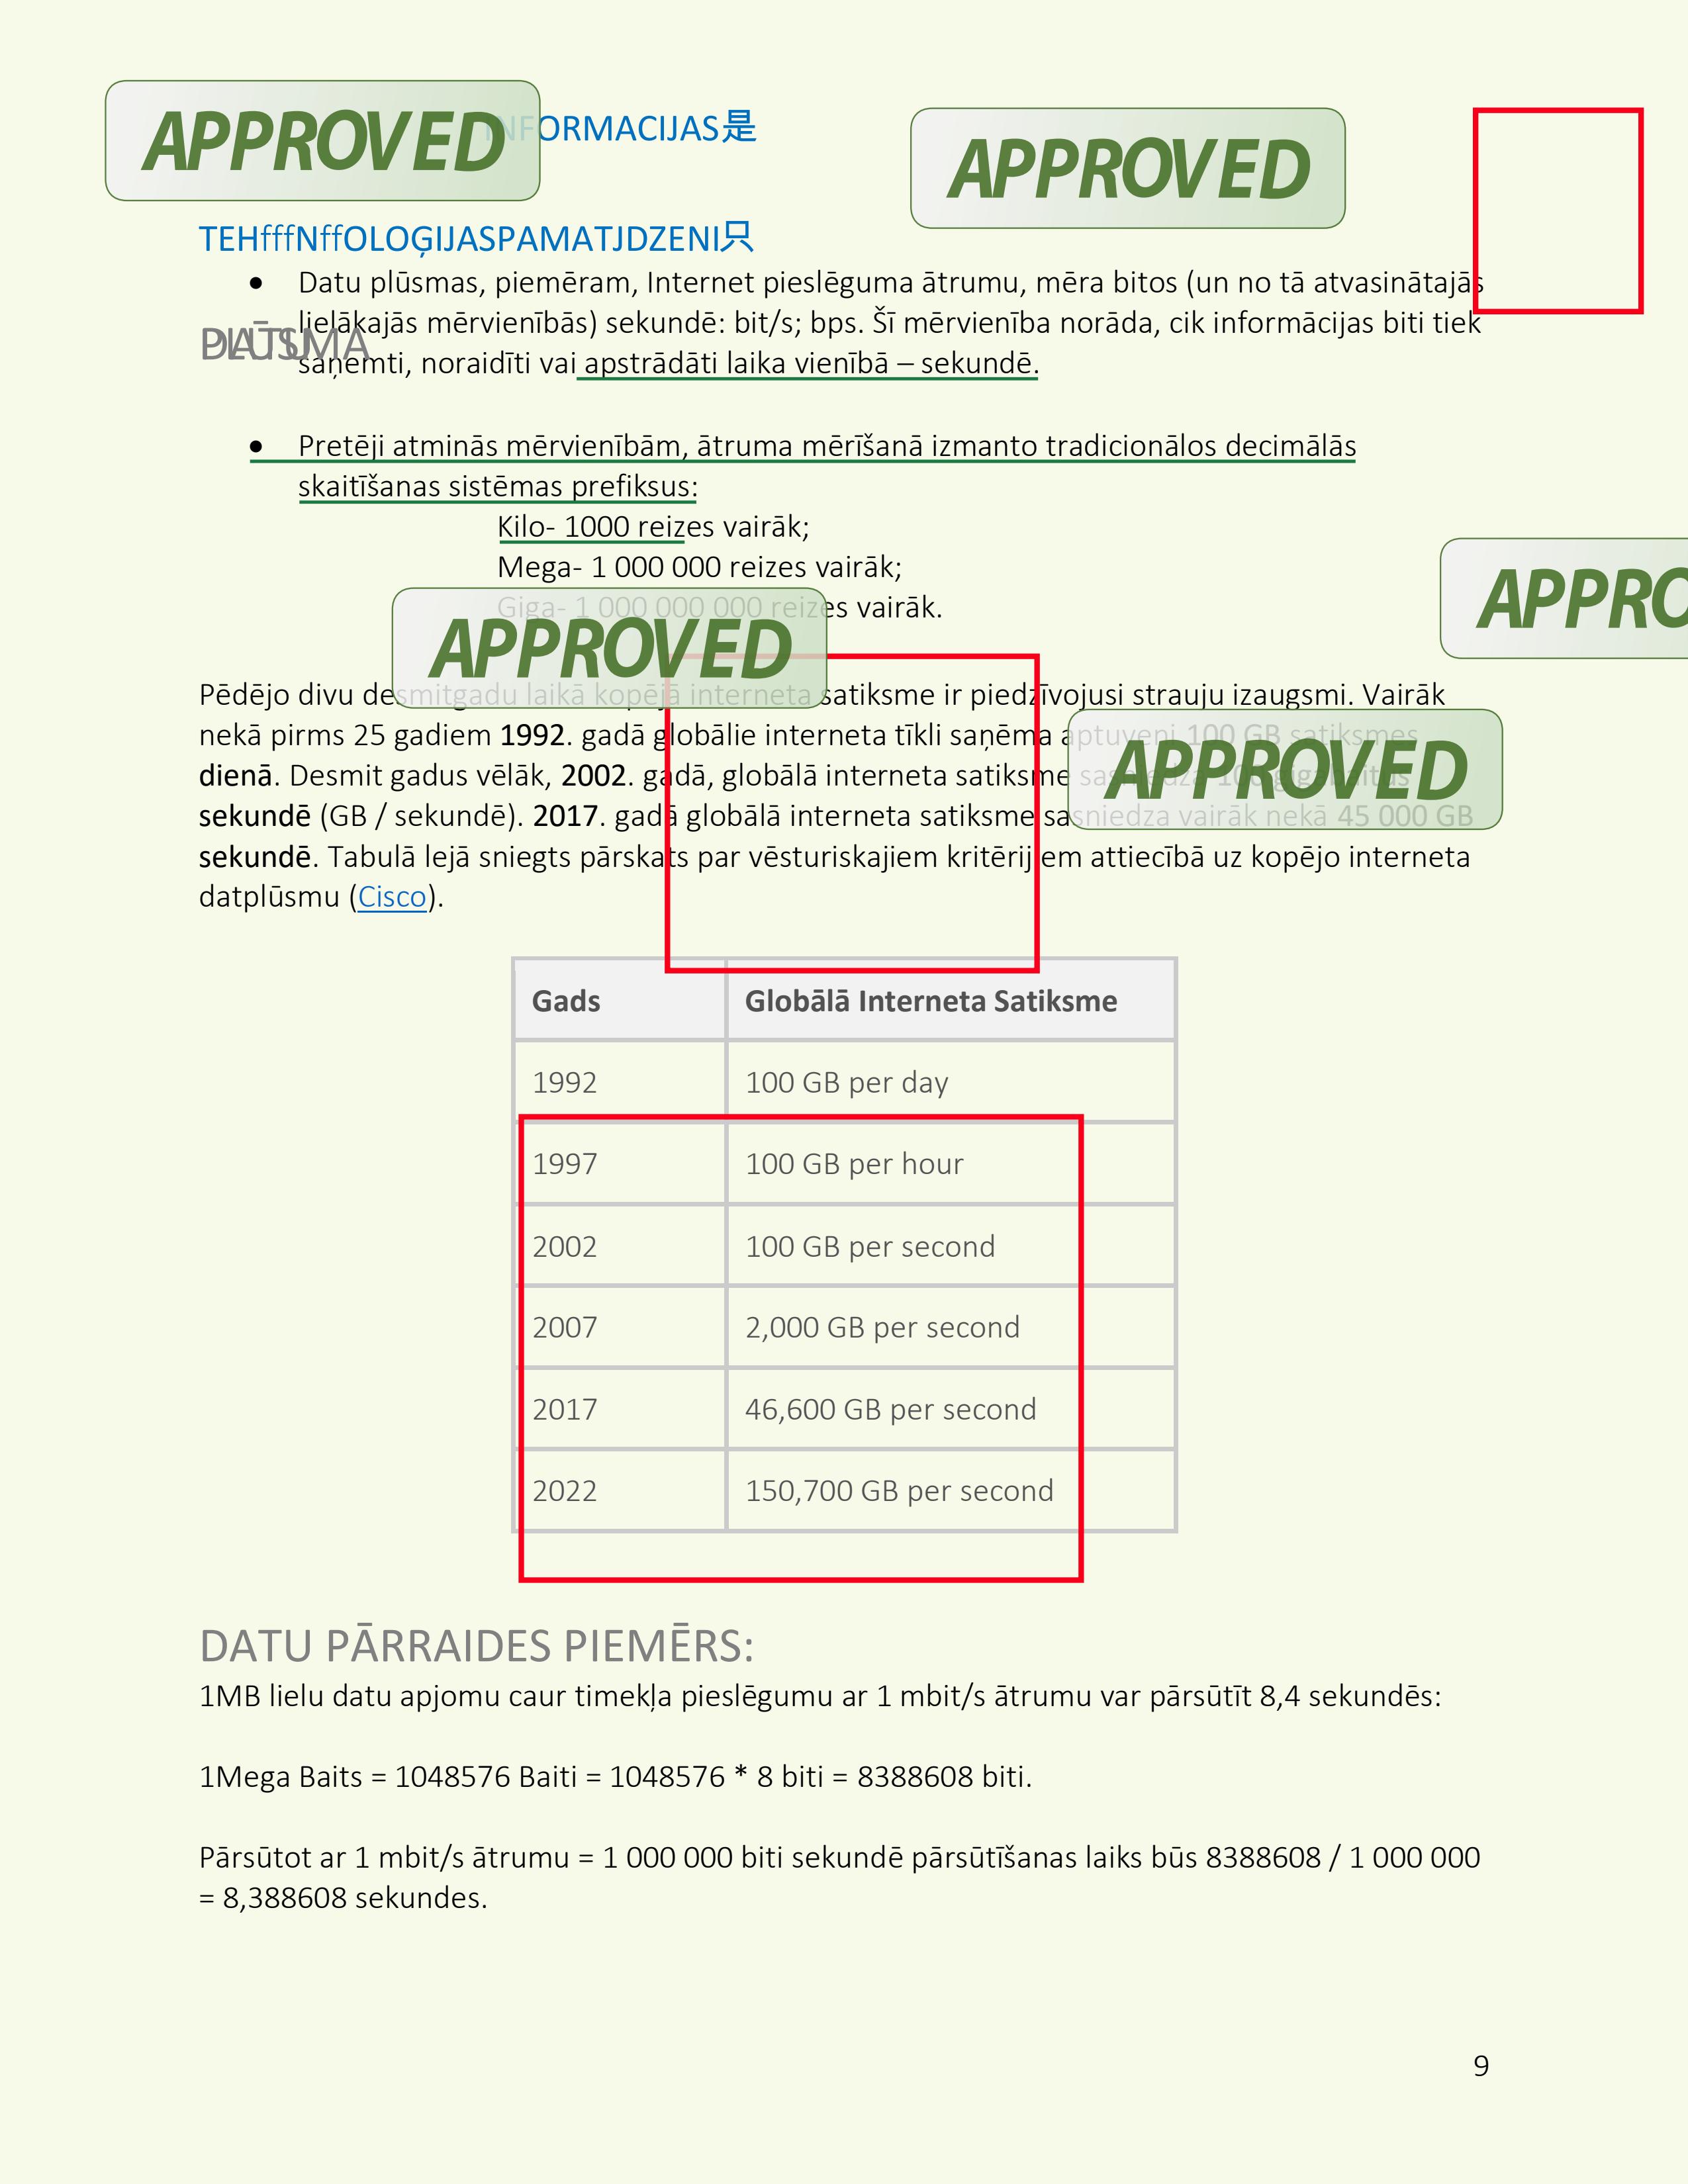 APPROVED
INFORMACIJAS是
APPROVED
TEHfffNffOLOĢIJASPAMATJDZENI只
• Datu plūsmas, piemēram, Internet pieslēguma ātrumu, mēra bitos (un no tā atvasinātajās
lielākajās mērvienībās) sekundē: bit/s; bps. Šī mērvienība norāda, cik informācijas biti tiek
DATU
PLŪSMA
saņemti, noraidīti vai apstrādāti laika vienībā – sekundē.
• Pretēji atminās mērvienībām, ātruma mērīšanā izmanto tradicionālos decimālās
skaitīšanas sistēmas prefiksus:
Kilo- 1000 reizes vairāk;
Mega- 1 000 000 reizes vairāk;
Giga- 1 000 000 000 reizes vairāk.
APPRO
APPROVED
Pēdējo divu desmitgadu laikā kopējā interneta satiksme ir piedzīvojusi strauju izaugsmi. Vairāk
nekā pirms 25 gadiem 1992. gadā globālie interneta tīkli saņēma aptuveni 100 GB satiksmes
APPROVED
dienā. Desmit gadus vēlāk, 2002. gadā, globālā interneta satiksme sasniedza 100 gigabaitus
sekundē (GB / sekundē). 2017. gadā globālā interneta satiksme sasniedza vairāk nekā 45 000 GB
sekundē. Tabulā lejā sniegts pārskats par vēsturiskajiem kritērijiem attiecībā uz kopējo interneta
datplūsmu (Cisco).
Gads Globālā Interneta Satiksme
1992 100 GB per day
1997 100 GB per hour
2002 100 GB per second
2007 2,000 GB per second
2017 46,600 GB per second
2022 150,700 GB per second
DATU PĀRRAIDES PIEMĒRS:
1MB lielu datu apjomu caur timekļa pieslēgumu ar 1 mbit/s ātrumu var pārsūtīt 8,4 sekundēs:
1Mega Baits = 1048576 Baiti = 1048576 * 8 biti = 8388608 biti.
Pārsūtot ar 1 mbit/s ātrumu = 1 000 000 biti sekundē pārsūtīšanas laiks būs 8388608 / 1 000 000
= 8,388608 sekundes.
9